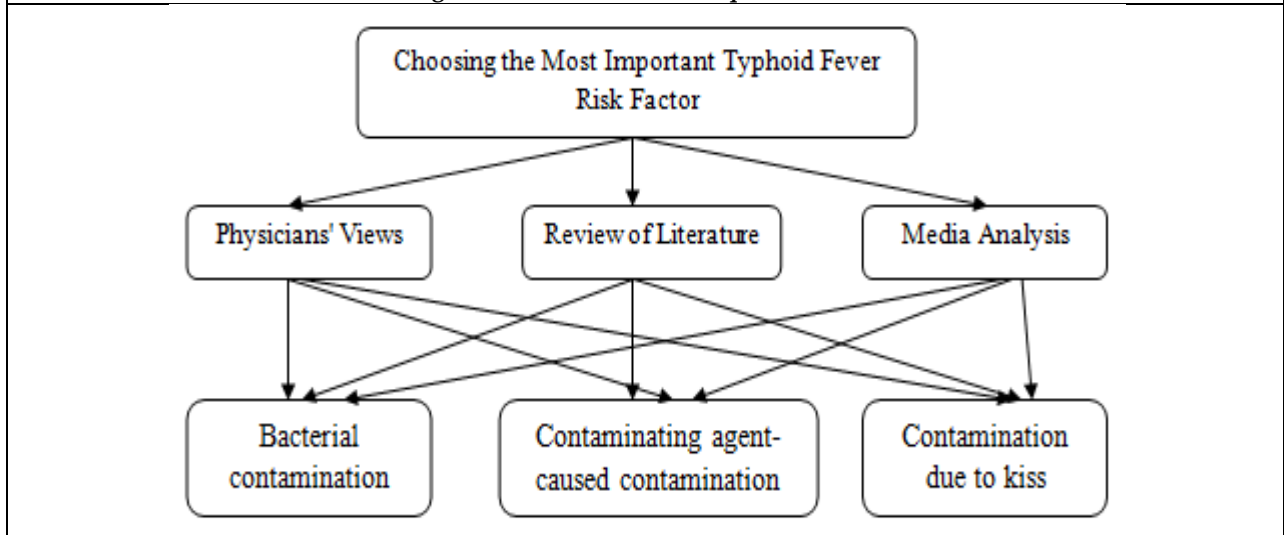 Choosing the Most Important Typhoid Fever
Risk Factor
Physicians' Views
Review of Literature
Media Analysis
Bacterial
contamination
Contaminating agent-
caused contamination
Contamination
due to kiss